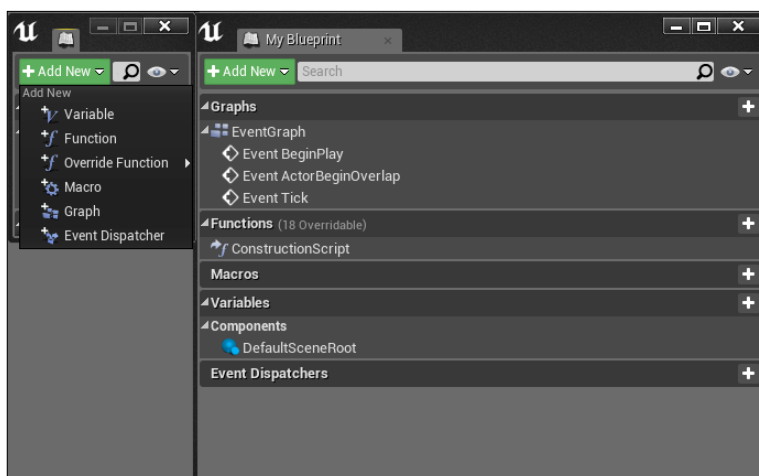 Add New
Add New
Variable
Function
Override Function
Macro
Graph
Event Dispatcher
My Blueprint
Add New
Search
Graphs
EventGraph
Event BeginPlay
Event ActorBeginOverlap
Event Tick
Functions (18 Overridable)
ConstructionScript
Macros
Variables
Components
DefaultSceneRoot
Event Dispatchers